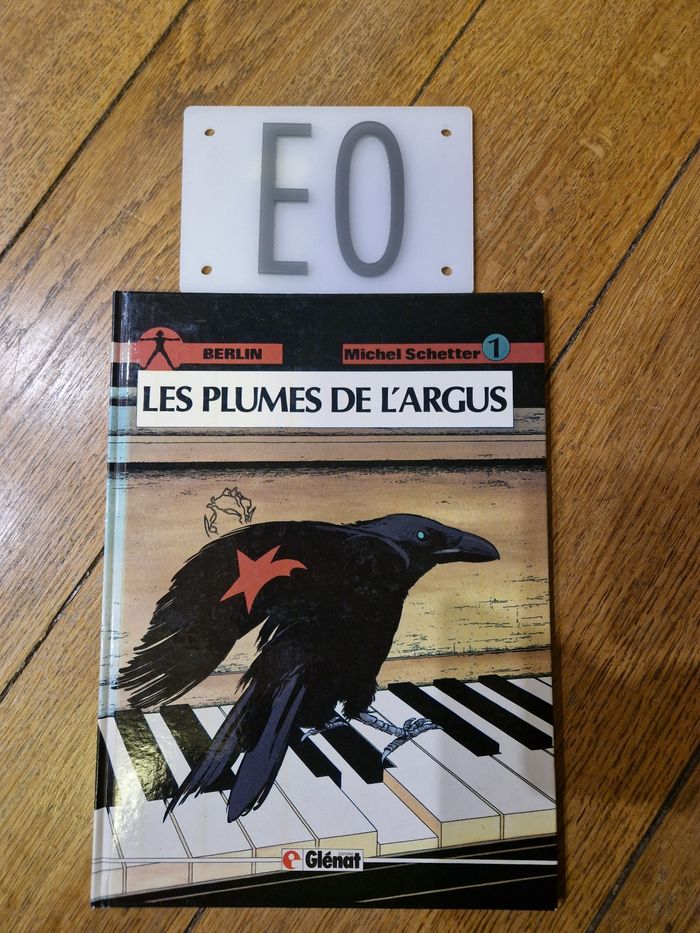 EO
BERLIN
Michel Schetter 1
LES PLUMES DE L'ARGUS
Glénat